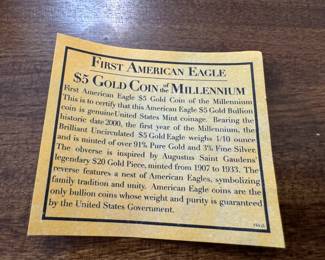 FIRST AMERICAN EAGLE
$5 GOLD COIN of the MILLENNIUM
First American Eagle $5 Gold Coin of the Millennium
This is to certify that this American Eagle $5 Gold Bullion
coin is genuine United States Mint coinage. Bearing the
historic date 2000, the first year of the Millennium, the
Brilliant Uncirculated $5 Gold Eagle weighs 1/10 ounce
and is minted of over 91% Pure Gold and 3% Fine Silver.
The obverse is inspired by Augustus Saint Gaudens'
legendary $20 Gold Piece, minted from 1907 to 1933. The
reverse features a nest of American Eagles, symbolizing
family tradition and unity. American Eagle coins are the
only bullion coins whose weight and purity is guaranteed
by the United States Government.